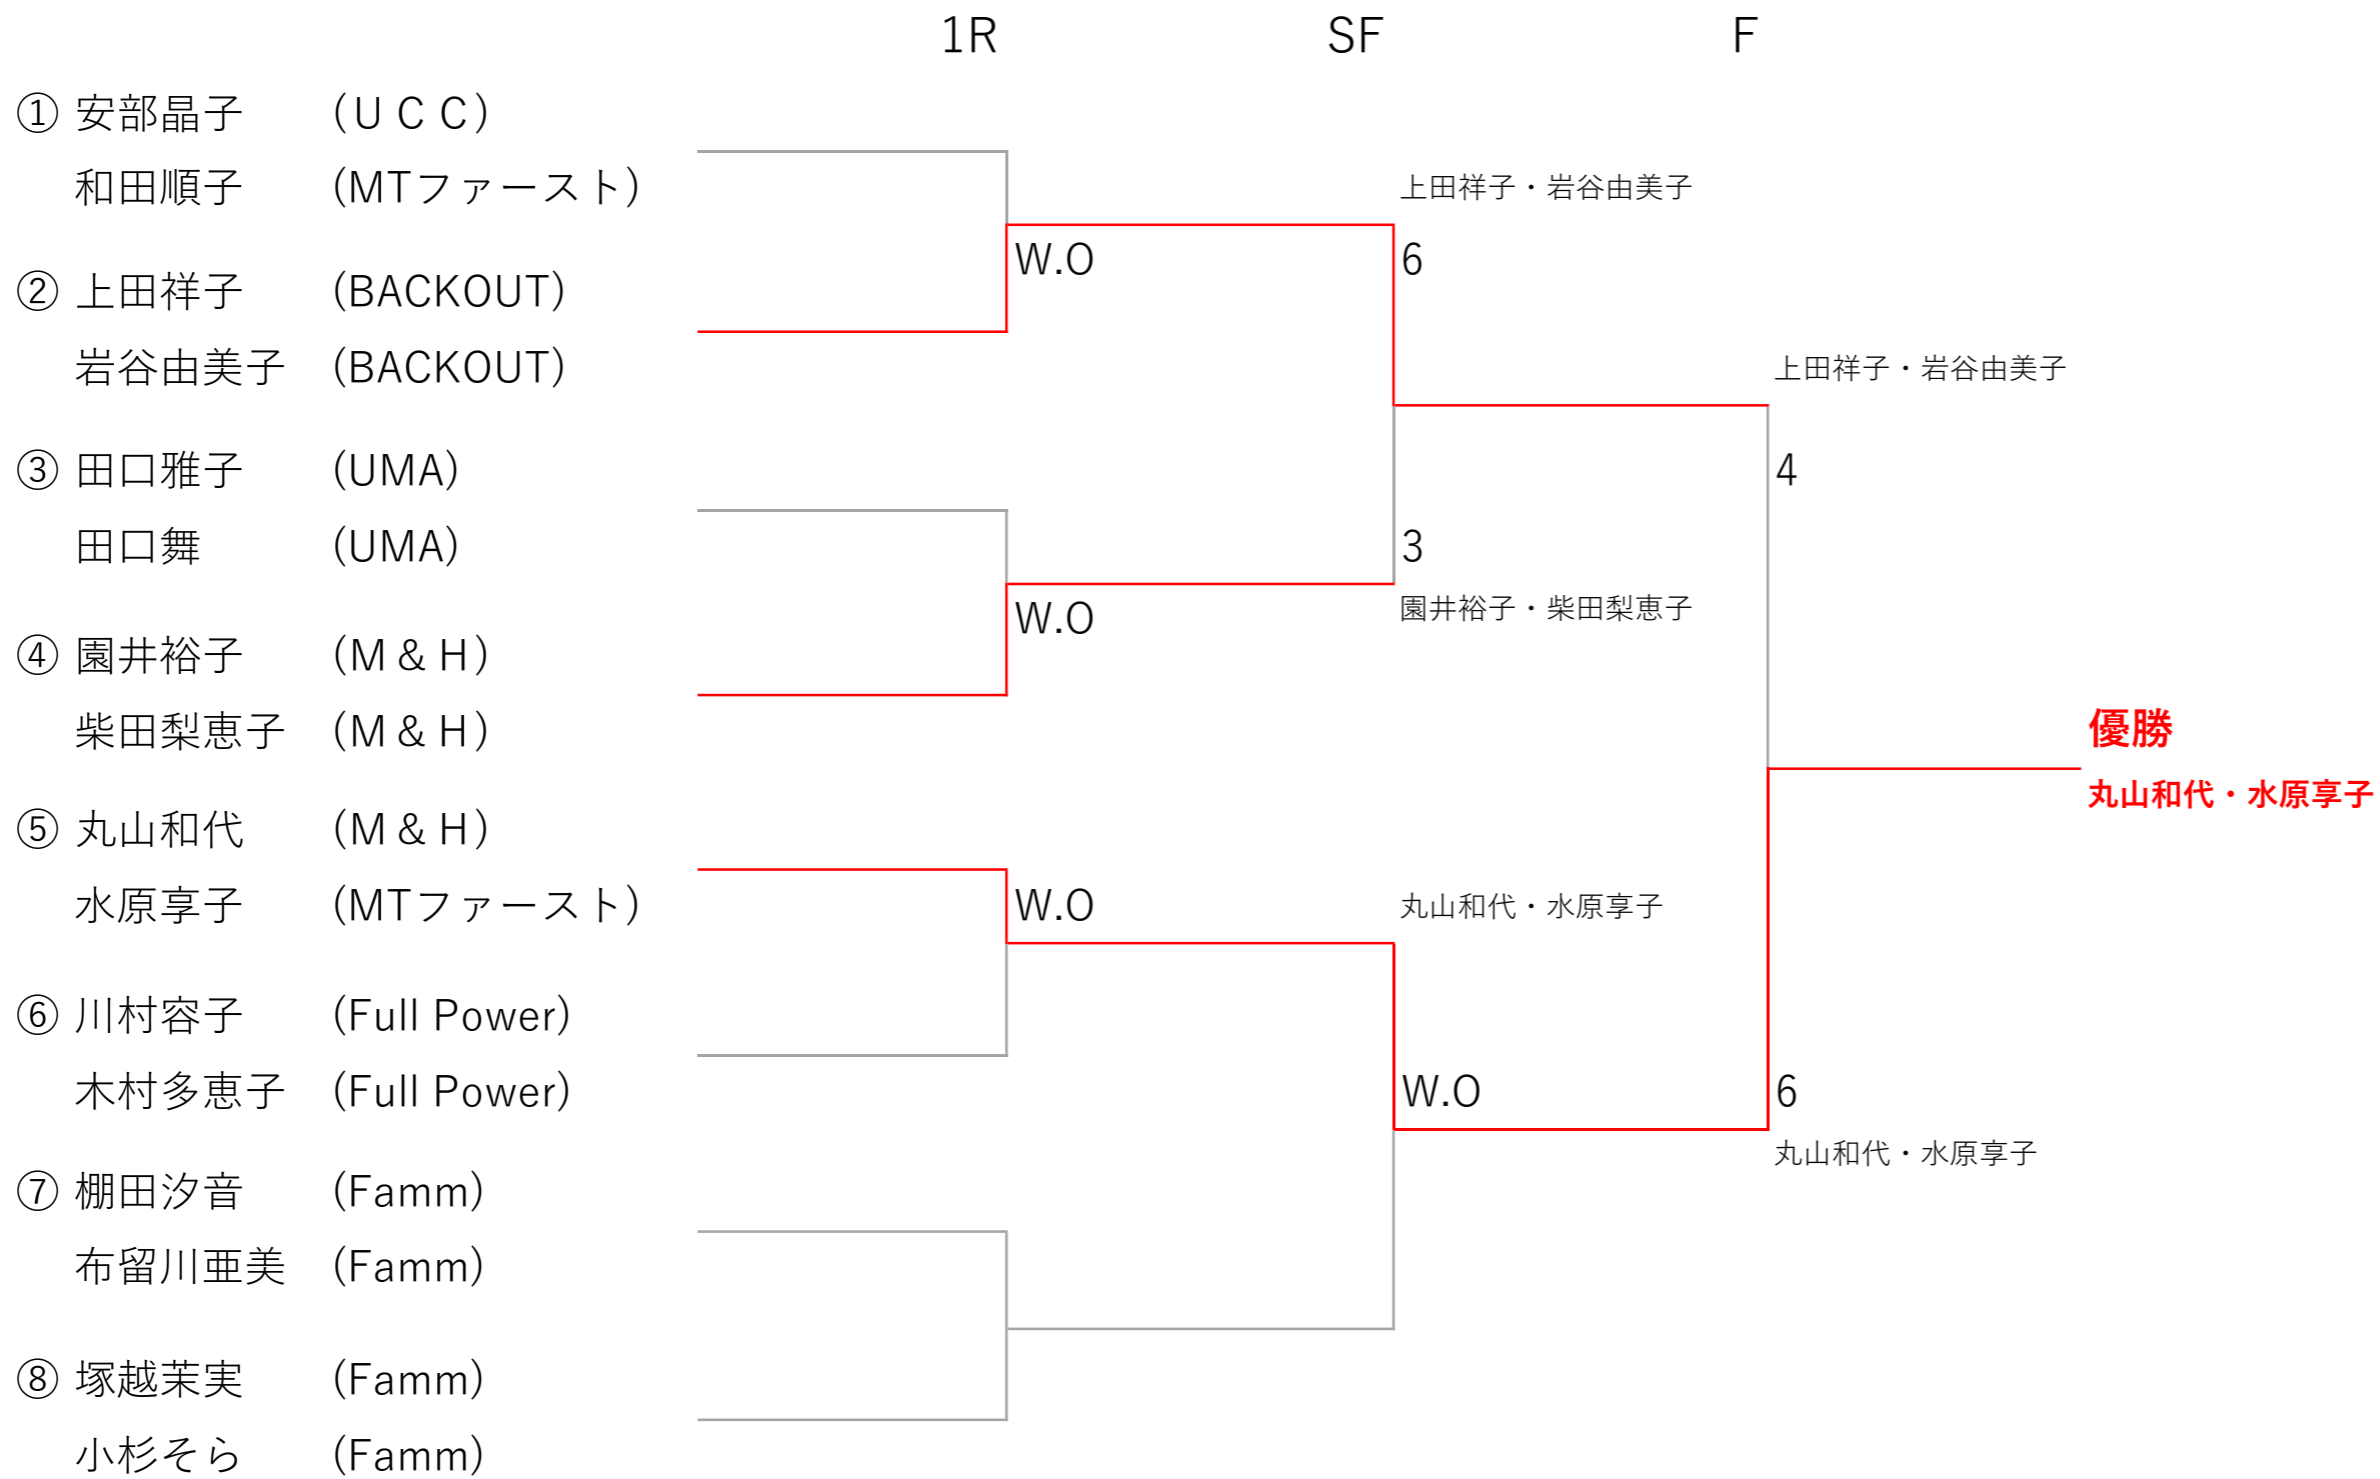 1R SF F
① 安部晶子 (ＵＣＣ)
和田順子 (MTファースト)
上田祥子・岩谷由美子
W.O 6
② 上田祥子 (BACKOUT)
岩谷由美子 (BACKOUT)
上田祥子・岩谷由美子
③ 田口雅子 (UMA)
4
田口舞 (UMA)
3
園井裕子・柴田梨恵子
W.O
④ 園井裕子 (Ｍ＆Ｈ)
柴田梨恵子 (Ｍ＆Ｈ)
優勝
丸山和代・水原享子
⑤ 丸山和代 (Ｍ＆Ｈ)
水原享子 (MTファースト)
W.O
丸山和代・水原享子
⑥ 川村容子 (Full Power)
木村多恵子 (Full Power)
W.O 6
丸山和代・水原享子
⑦ 棚田汐音 (Famm)
布留川亜美 (Famm)
⑧ 塚越茉実 (Famm)
小杉そら (Famm)